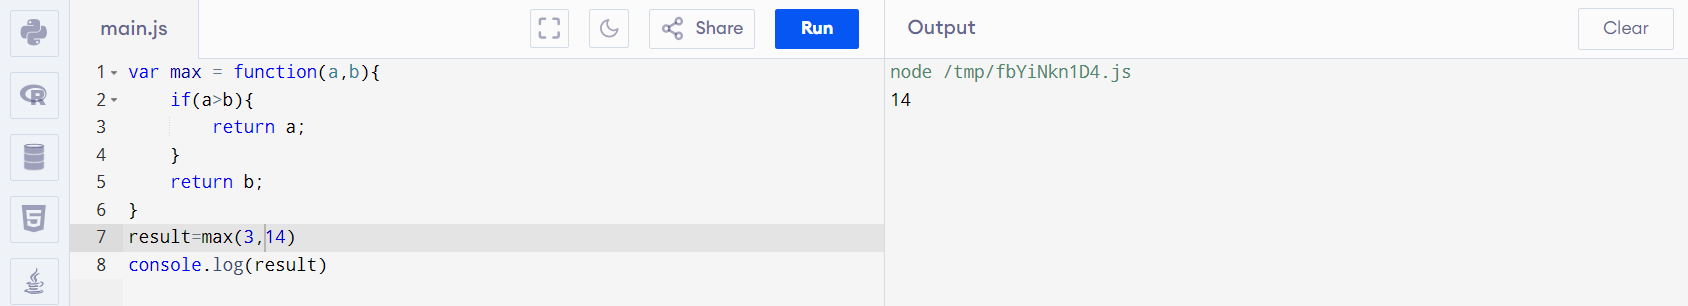 main.js Share Run Output Clear
1 var max = function(a,b){
2     if(a>b){
3         return a;
4     }
5     return b;
6 }
7 result=max(3,14)
8 console.log(result)
node /tmp/fbYiNkn1D4.js
14